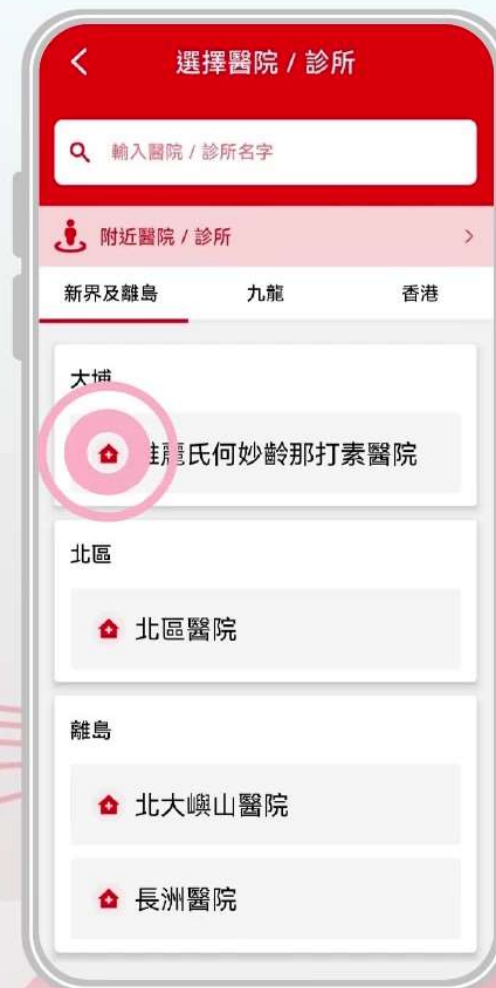 選擇醫院 / 診所
輸入醫院 / 診所名字
附近醫院 / 診所
新界及離島 九龍 香港
大埔
雅麗氏何妙齡那打素醫院
北區
北區醫院
離島
北大嶼山醫院
長洲醫院